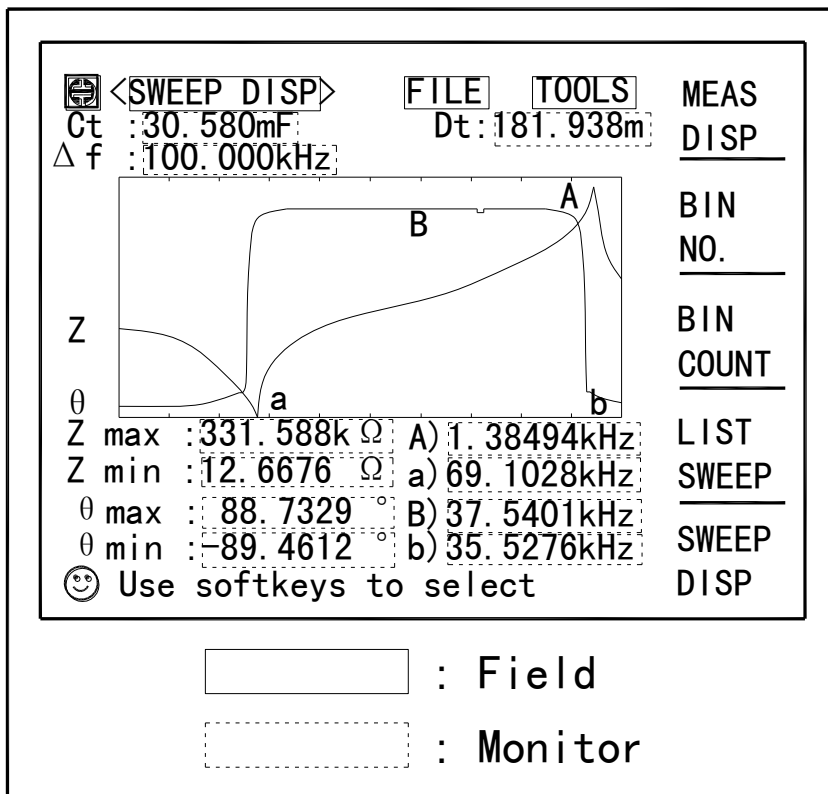 <SWEEP DISP> FILE TOOLS
Ct :30.580mF Dt:181.938m
Δf :100.000kHz
A
B
Z
θ
a
b
Z max :331.588kΩ A)1.38494kHz
Z min :12.6676 Ω a)69.1028kHz
θ max : 88.7329 ° B)37.5401kHz
θ min :-89.4612 ° b)35.5276kHz
Use softkeys to select
MEAS
DISP
BIN
NO.
BIN
COUNT
LIST
SWEEP
SWEEP
DISP
: Field
: Monitor